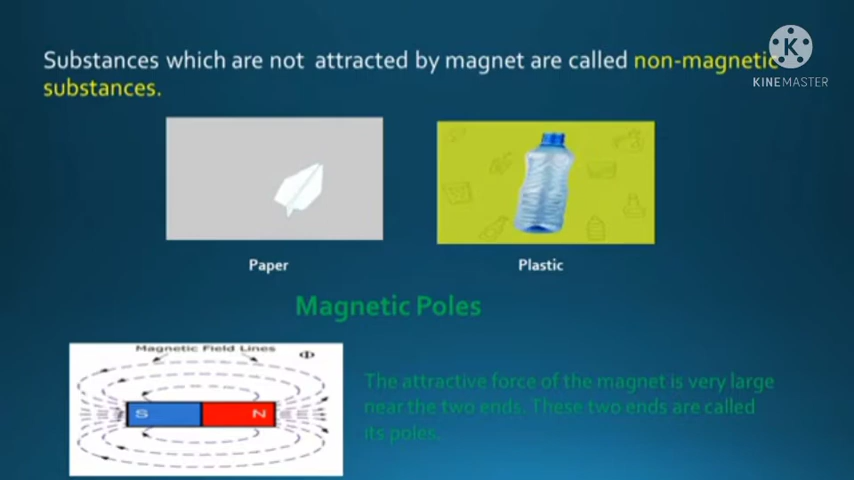 Substances which are not attracted by magnet are called non-magnetic
substances.
KINEMASTER
Paper
Plastic
Magnetic Poles
Magnetic Field Lines
Φ
S
N
The attractive force of the magnet is very large
near the two ends. These two ends are called
its poles.